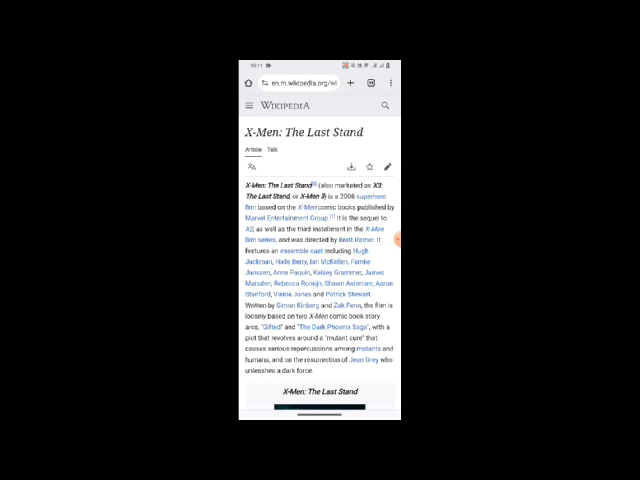 10:11
en.m.wikipedia.org/wi
WIKIPEDIA
X-Men: The Last Stand
Article Talk
X-Men: The Last Stand (also marketed as X3:
The Last Stand, or X-Men 3) is a 2006 superhero
film based on the X-Men comic books published by
Marvel Entertainment Group. It is the sequel to
X2, as well as the third installment in the X-Men
film series, and was directed by Brett Ratner. It
features an ensemble cast including Hugh
Jackman, Halle Berry, Ian McKellen, Famke
Janssen, Anna Paquin, Kelsey Grammer, James
Marsden, Rebecca Romijn, Shawn Ashmore, Aaron
Stanford, Vinnie Jones and Patrick Stewart.
Written by Simon Kinberg and Zak Penn, the film is
loosely based on two X-Men comic book story
arcs, "Gifted" and "The Dark Phoenix Saga", with a
plot that revolves around a "mutant cure" that
causes serious repercussions among mutants and
humans, and on the resurrection of Jean Grey who
unleashes a dark force.
X-Men: The Last Stand